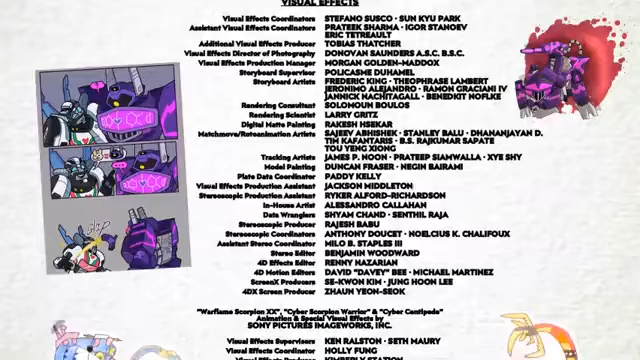 VISUAL EFFECTS
Visual Effects Coordinators STEFANO SUSCO · SUN KYU PARK
Assistant Visual Effects Coordinators PRATEEK SHARMA · IGOR STANOEV
ERIC TETREAULT
Additional Visual Effects Producer TOBIAS THATCHER
Visual Effects Director of Photography DONOVAN SAUNDERS A.S.C. B.S.C.
Visual Effects Production Manager MORGAN GOLDEN-MADDOX
Storyboard Supervisor POLICASME DUHAMEL
Storyboard Artists FREDERIC KING · THEOPHRASE LAMBERT
JERONIMO ALEJANDRO · RAMON GRACIANI IV
JANNICK NACHITAGALL · BENEDKIT NOFLKE
Rendering Consultant SOLOMOUN BOULOS
Rendering Scientist LARRY GRITZ
Digital Matte Painting RAKESH HSEKAR
Matchmove/Rotoanimation Artists SAJEEV ABHISHEK · STANLEY BALU · DHANANJAYAN D.
TIM KAFANTARIS · B.S. RAJKUMAR SAPATE
TOU YENG XIONG
Tracking Artists JAMES P. NOON · PRATEEP SIAMWALLA · XYE SHY
Model Painting DUNCAN FRASER · NEGIN BAIRAMI
Plate Data Coordinator PADDY KELLY
Visual Effects Production Assistant JACKSON MIDDLETON
Stereoscopic Production Assistant RYKER ALFORD-RICHARDSON
In-House Artist ALESSANDRO CALLAHAN
Data Wranglers SHYAM CHAND · SENTHIL RAJA
Stereoscopic Producer RAJESH BABU
Stereoscopic Coordinators ANTHONY DOUCET · NOELCIUS K. CHALIFOUX
Assistant Stereo Coordinator MILO B. STAPLES III
Stereo Editor BENJAMIN WOODWARD
4D Effects Editor RENNY NAZARIAN
4D Motion Editors DAVID "DAVEY" BEE · MICHAEL MARTINEZ
ScreenX Producers SE-KWON KIM · JUNG HOON LEE
4DX Screen Producer ZHAUN YEON-SEOK
"Warflame Scorpion XX", "Cyber Scorpion Warrior" & "Cyber Centipede"
Animation & Special Visual Effects by
SONY PICTURES IMAGEWORKS, INC.
Visual Effects Supervisors KEN RALSTON · SETH MAURY
Visual Effects Coordinator HOLLY FUNG
Visual Effects Producer KIMBERLY STATION